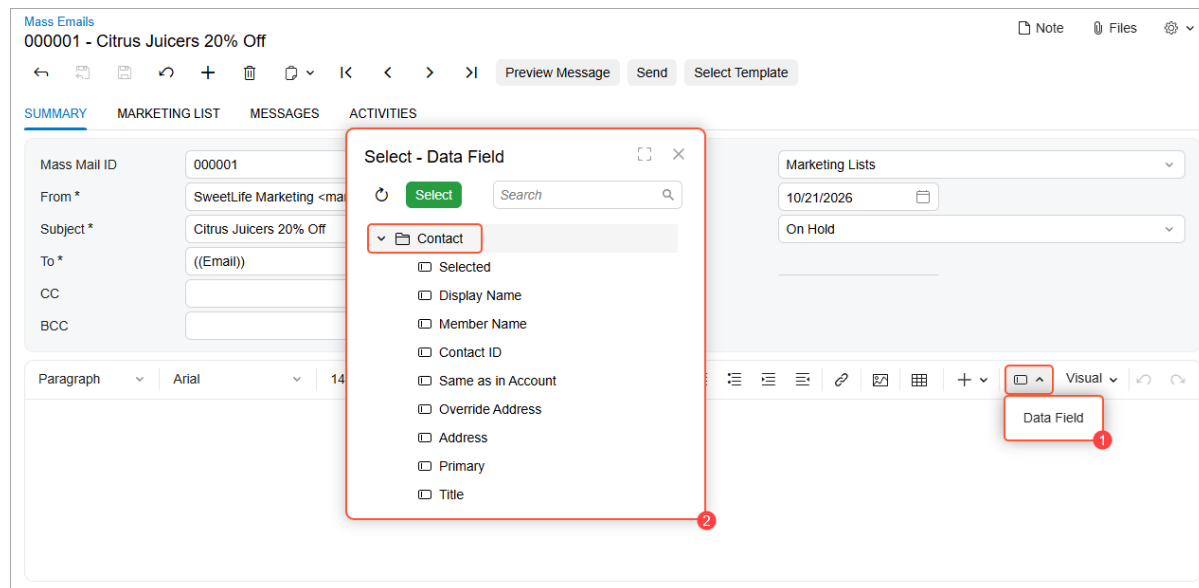 Mass Emails
000001 - Citrus Juicers 20% Off
Note Files
Preview Message Send Select Template
SUMMARY MARKETING LIST MESSAGES ACTIVITIES
Mass Mail ID 000001 Marketing Lists
From * SweetLife Marketing <mar 10/21/2026
Subject * Citrus Juicers 20% Off On Hold
To * ((Email))
CC
BCC
Select - Data Field
Select Search
Contact
Selected
Display Name
Member Name
Contact ID
Same as in Account
Override Address
Address
Primary
Title
2
Paragraph Arial 14 Visual
Data Field
1